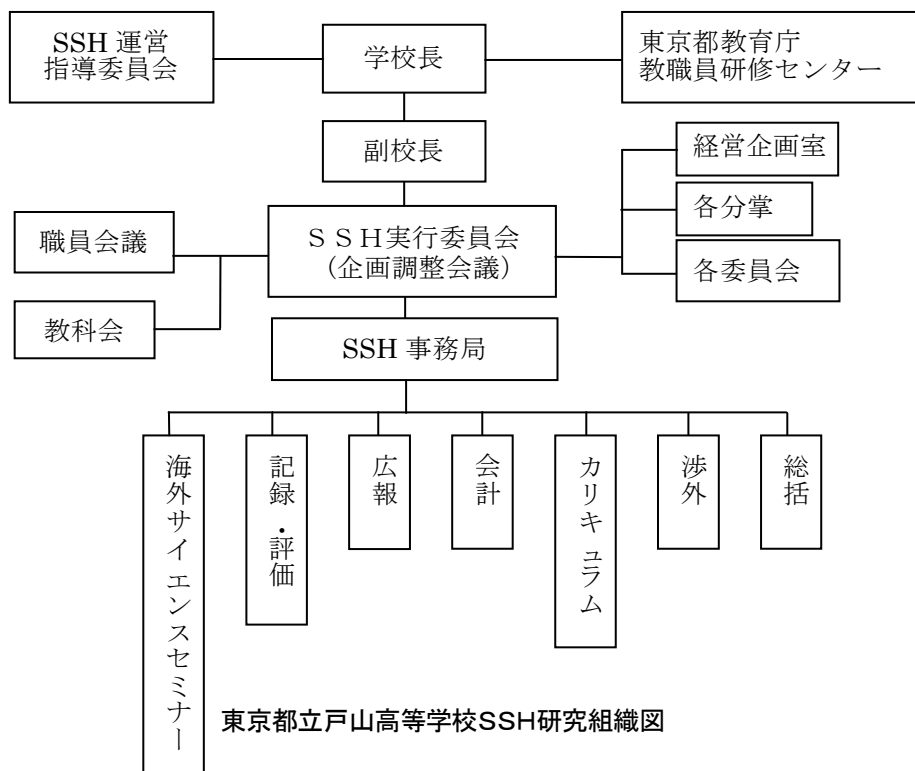 SSH 運営
指導委員会
学校長
東京都教育庁
教職員研修センター
副校長
経営企画室
各分掌
各委員会
職員会議
教科会
ＳＳＨ実行委員会
（企画調整会議）
SSH 事務局
海外サイエンスセミナー
記録・評価
広報
会計
カリキュラム
渉外
総括
東京都立戸山高等学校SSH研究組織図